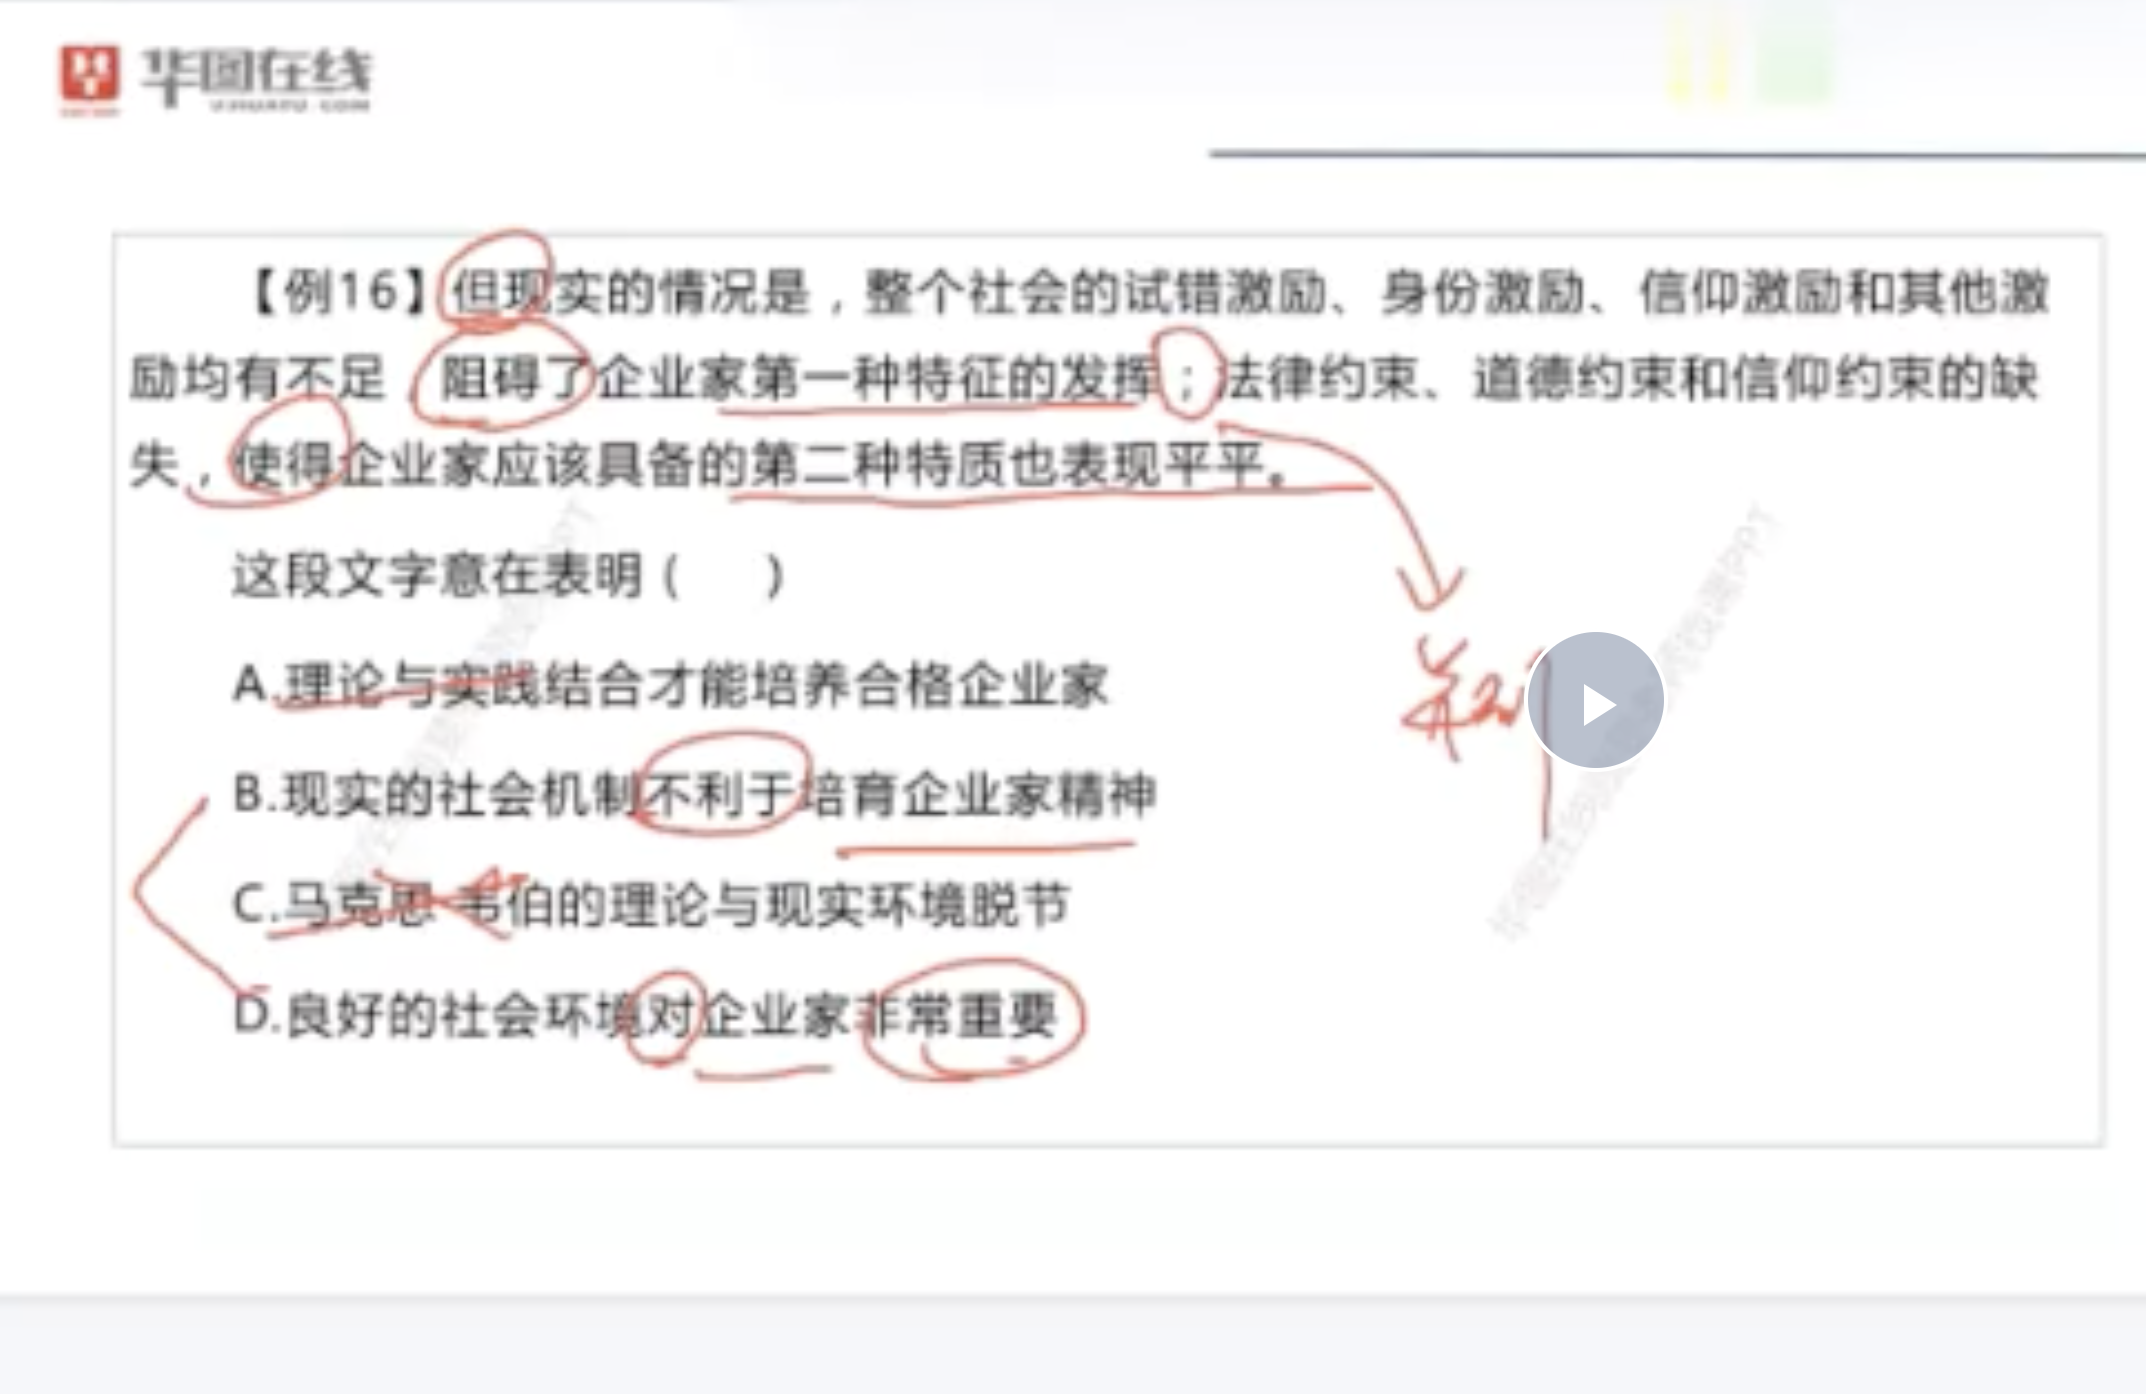 华图在线
V.HUATU.COM
【例16】但现实的情况是，整个社会的试错激励、身份激励、信仰激励和其他激
励均有不足，阻碍了企业家第一种特征的发挥；法律约束、道德约束和信仰约束的缺
失，使得企业家应该具备的第二种特质也表现平平。
这段文字意在表明（ ）
A.理论与实践结合才能培养合格企业家
B.现实的社会机制不利于培育企业家精神
C.马克思·韦伯的理论与现实环境脱节
D.良好的社会环境对企业家非常重要